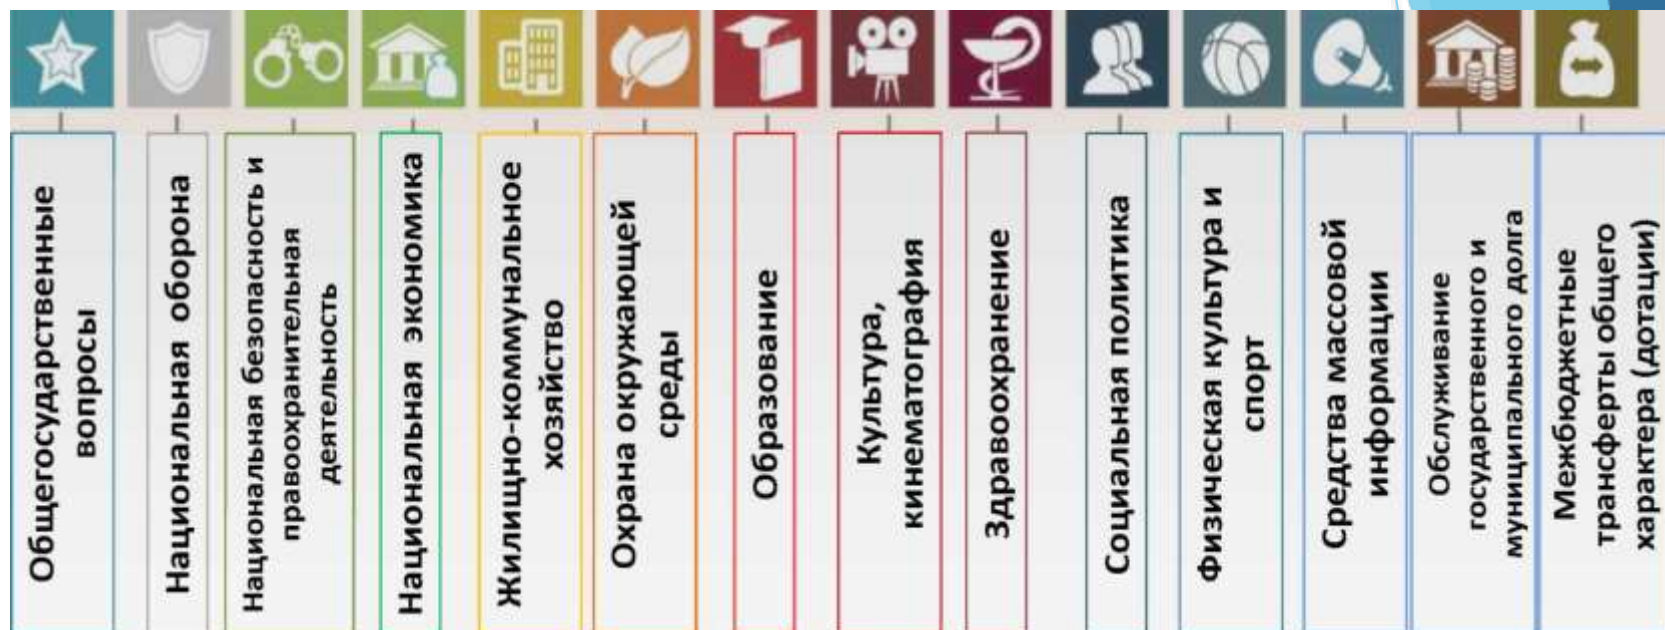 Общегосударственные
вопросы
Национальная оборона
Национальная безопасность и
правоохранительная
деятельность
Национальная экономика
Жилищно-коммунальное
хозяйство
Охрана окружающей
среды
Образование
Культура,
кинематография
Здравоохранение
Социальная политика
Физическая культура и
спорт
Средства массовой
информации
Обслуживание
государственного и
муниципального долга
Межбюджетные
трансферты общего
характера (дотации)